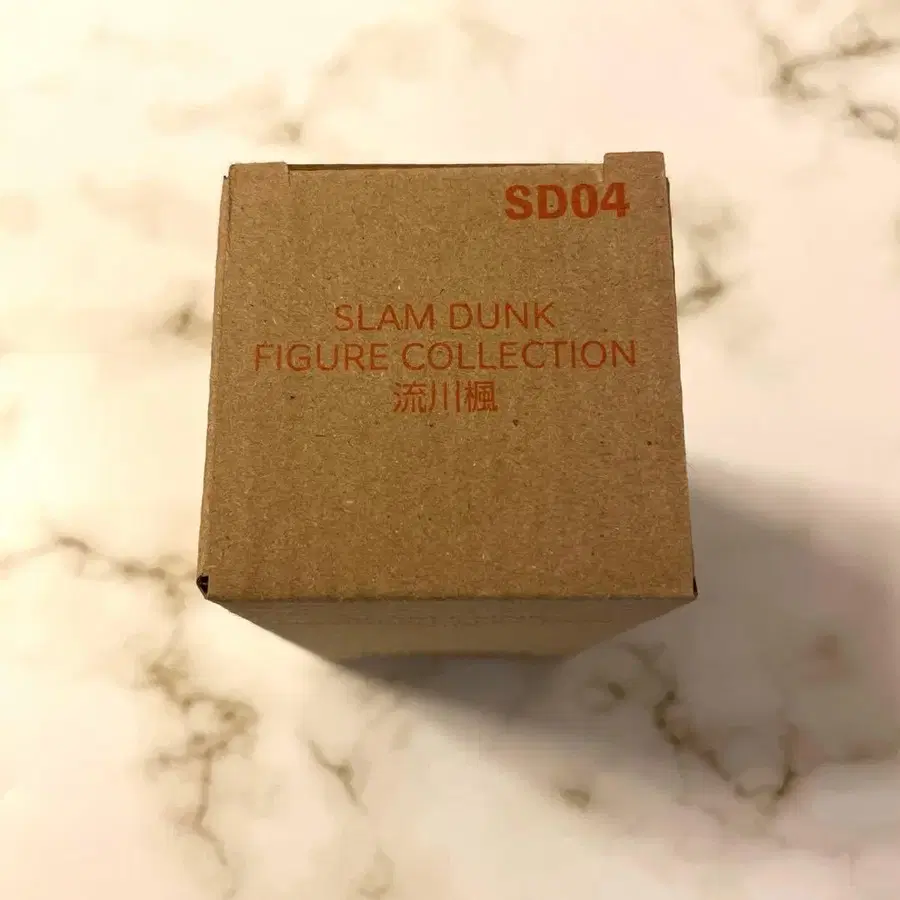 SD04
SLAM DUNK
FIGURE COLLECTION
流川楓